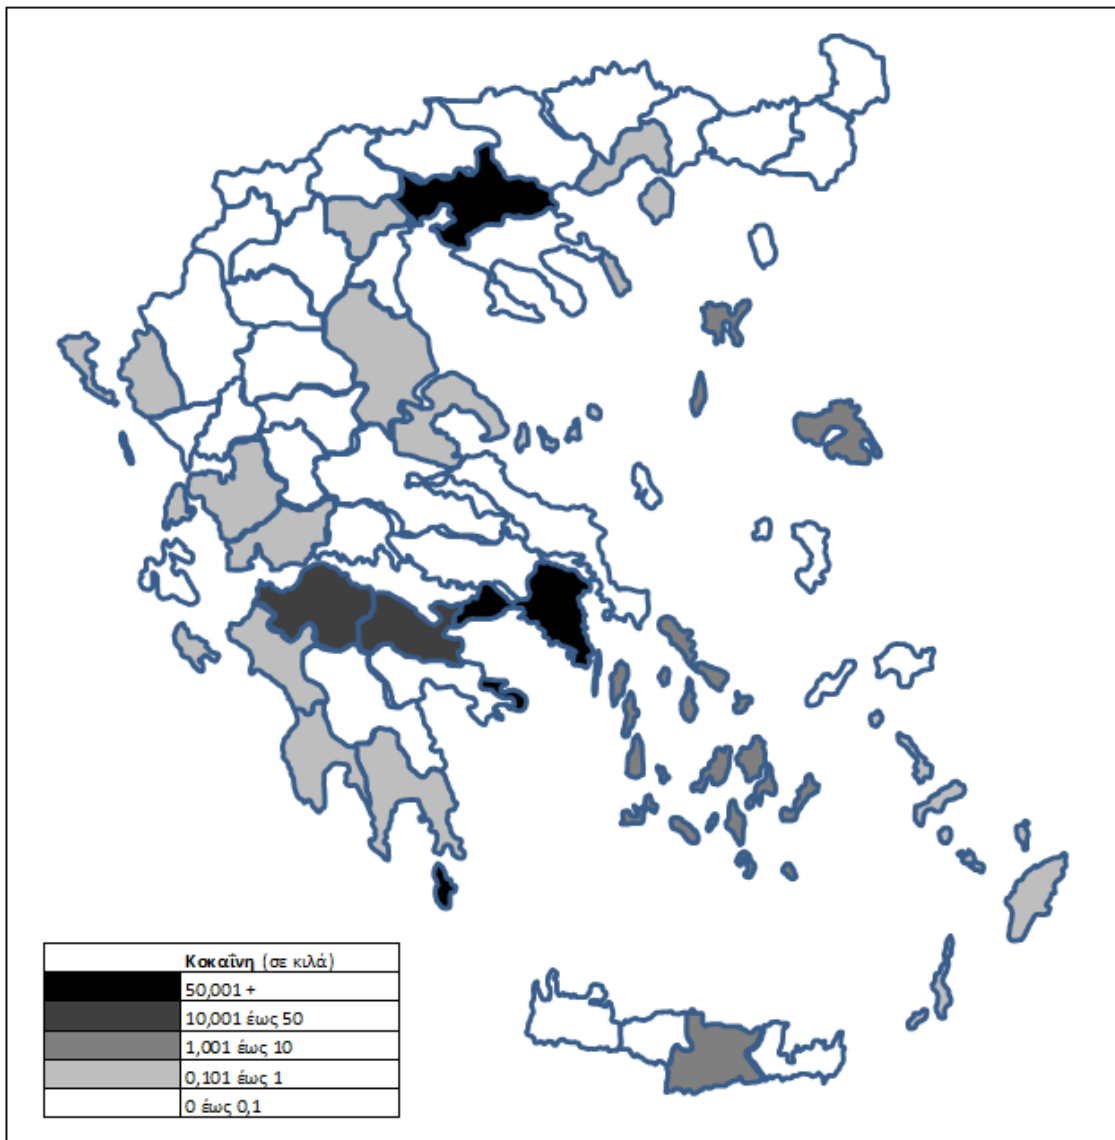 Κοκαΐνη (σε κιλά)
50,001 +
10,001 έως 50
1,001 έως 10
0,101 έως 1
0 έως 0,1